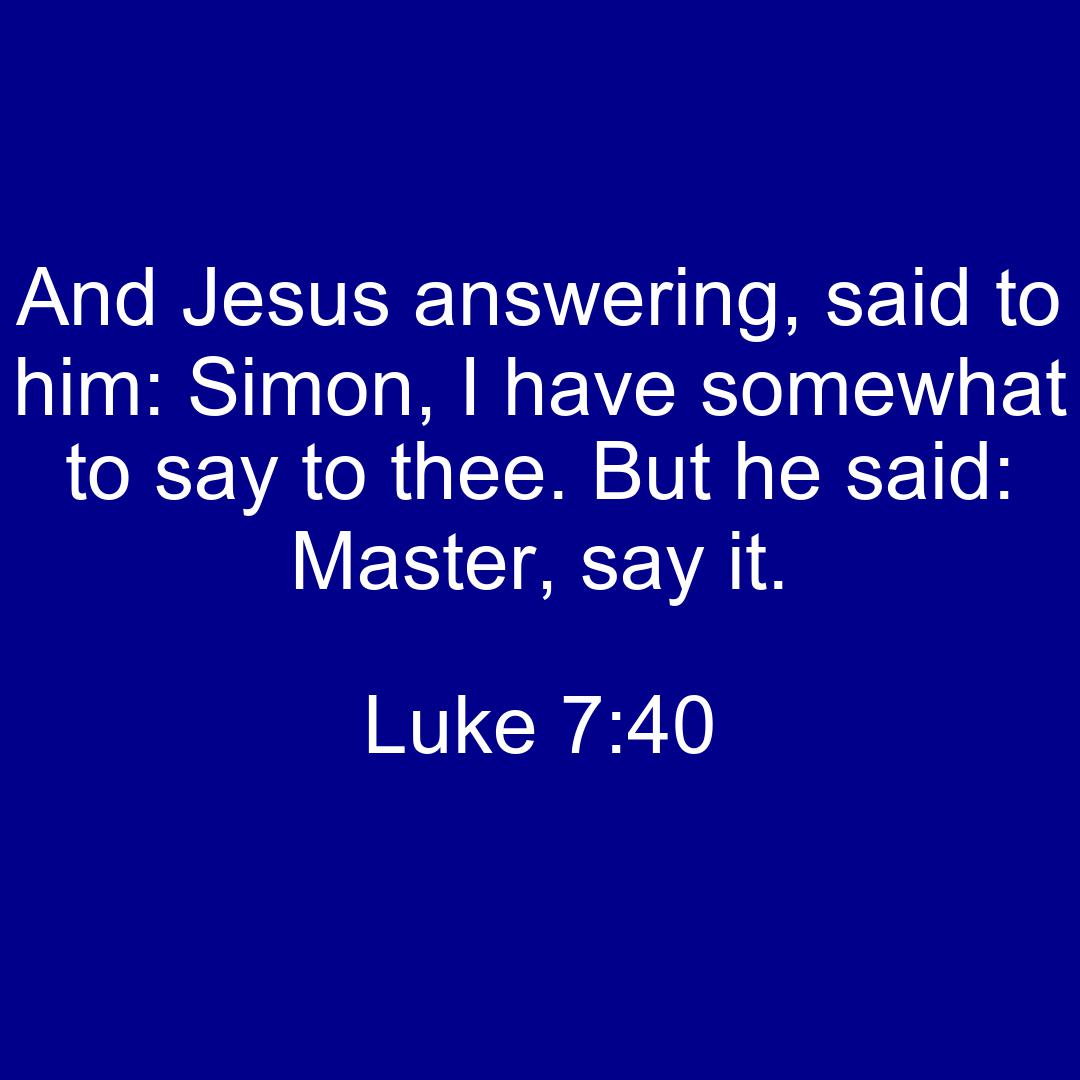 And Jesus answering, said to
him: Simon, I have somewhat
to say to thee. But he said:
Master, say it.
Luke 7:40